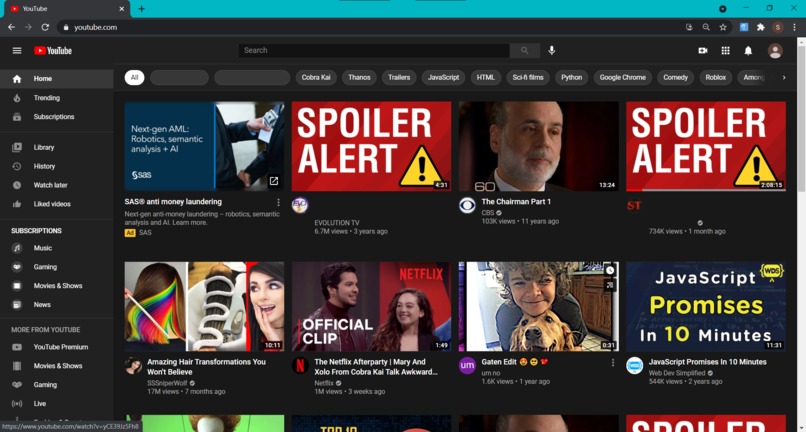 YouTube
youtube.com
S
YouTube
Search
Home
Trending
Subscriptions
Library
History
Watch later
Liked videos
SUBSCRIPTIONS
Music
Gaming
Movies & Shows
News
MORE FROM YOUTUBE
YouTube Premium
Movies & Shows
Gaming
Live
All
Cobra Kai
Thanos
Trailers
JavaScript
HTML
Sci-fi films
Python
Google Chrome
Comedy
Roblox
Among
Next-gen AML:
Robotics, semantic
analysis + AI
sas
SAS® anti money laundering
Next-gen anti-money laundering – robotics, semantic
analysis and AI. Learn more.
Ad SAS
SPOILER
ALERT
4:31
EVOLUTION TV
6.7M views • 3 years ago
60
13:24
The Chairman Part 1
CBS
103K views • 11 years ago
SPOILER
ALERT
2:08:15
ST
734K views • 1 month ago
10:11
Amazing Hair Transformations You
Won't Believe
SSSniperWolf
17M views • 7 months ago
NETFLIX
OFFICIAL
CLIP
1:49
N
The Netflix Afterparty | Mary And
Xolo From Cobra Kai Talk Awkward...
Netflix
1M views • 3 weeks ago
0:31
um
Gaten Edit 😍 😍 💘
um no
1.6K views • 1 year ago
WDS
JavaScript
Promises
In 10 Minutes
11:31
JavaScript Promises In 10 Minutes
Web Dev Simplified
544K views • 2 years ago
TOP 10
SPOILER